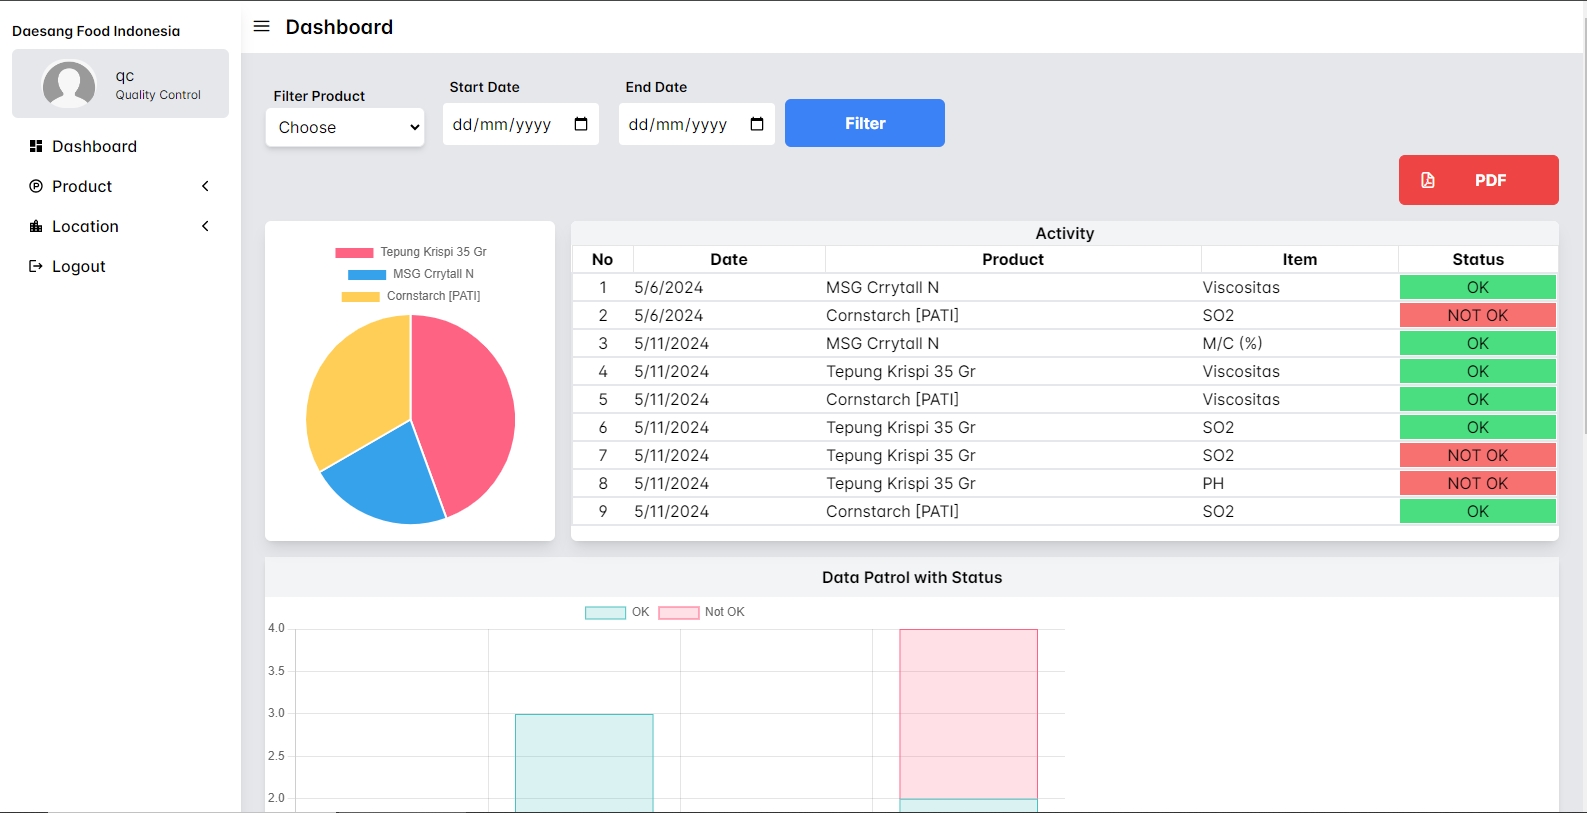 Daesang Food Indonesia
qc
Quality Control
Dashboard
Product
Location
Logout
Dashboard
Filter Product
Choose
Start Date
dd/mm/yyyy
End Date
dd/mm/yyyy
Filter
PDF
Tepung Krispi 35 Gr
MSG Crrytall N
Cornstarch [PATI]
Activity
No Date Product Item Status
1 5/6/2024 MSG Crrytall N Viscositas OK
2 5/6/2024 Cornstarch [PATI] SO2 NOT OK
3 5/11/2024 MSG Crrytall N M/C (%) OK
4 5/11/2024 Tepung Krispi 35 Gr Viscositas OK
5 5/11/2024 Cornstarch [PATI] Viscositas OK
6 5/11/2024 Tepung Krispi 35 Gr SO2 OK
7 5/11/2024 Tepung Krispi 35 Gr SO2 NOT OK
8 5/11/2024 Tepung Krispi 35 Gr PH NOT OK
9 5/11/2024 Cornstarch [PATI] SO2 OK
Data Patrol with Status
OK Not OK
4.0
3.5
3.0
2.5
2.0